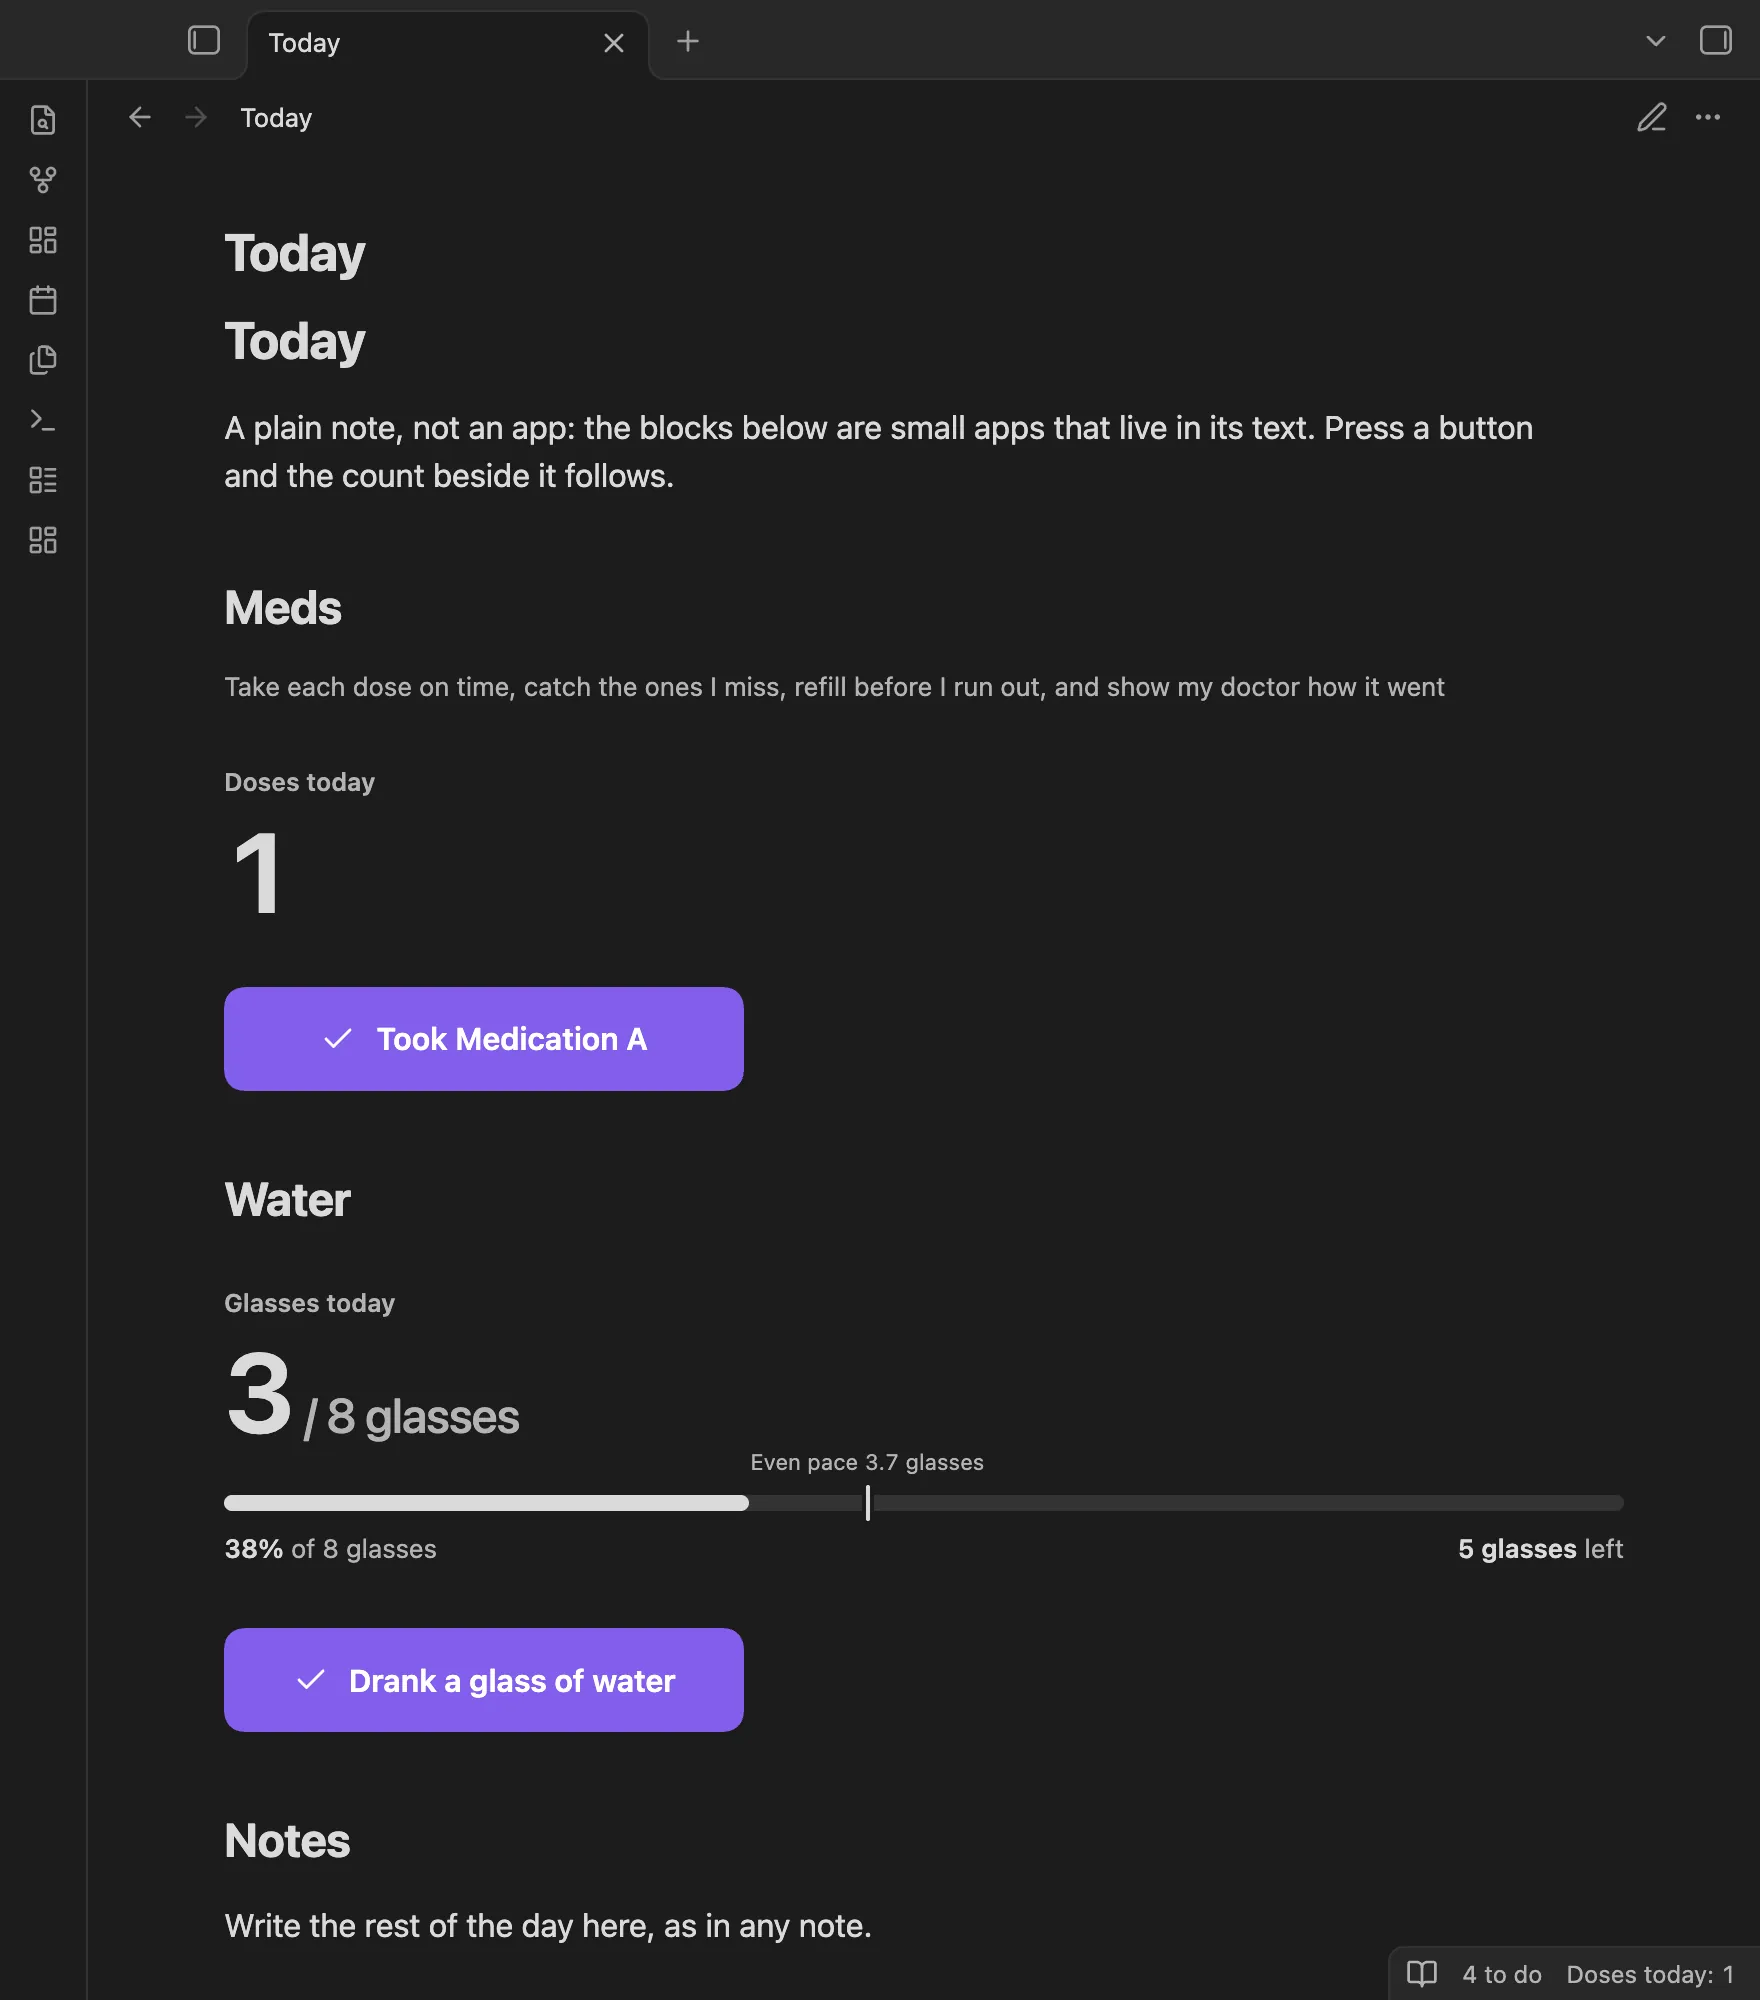 Today
Today
Today
Today
A plain note, not an app: the blocks below are small apps that live in its text. Press a button
and the count beside it follows.
Meds
Take each dose on time, catch the ones I miss, refill before I run out, and show my doctor how it went
Doses today
1
Took Medication A
Water
Glasses today
3 / 8 glasses
Even pace 3.7 glasses
38% of 8 glasses
5 glasses left
Drank a glass of water
Notes
Write the rest of the day here, as in any note.
4 to do Doses today: 1